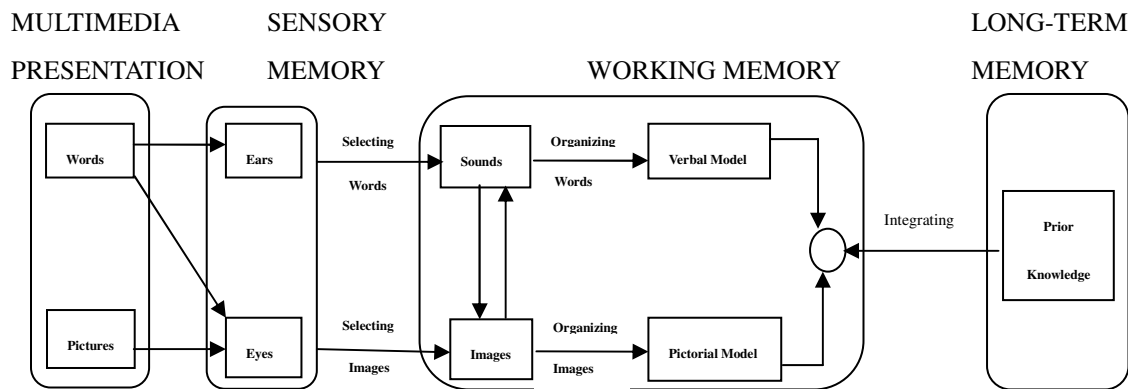 MULTIMEDIA
PRESENTATION
SENSORY
MEMORY
WORKING MEMORY
LONG-TERM
MEMORY
Words
Pictures
Ears
Eyes
Selecting
Words
Selecting
Images
Sounds
Images
Organizing
Words
Organizing
Images
Verbal Model
Pictorial Model
Integrating
Prior
Knowledge